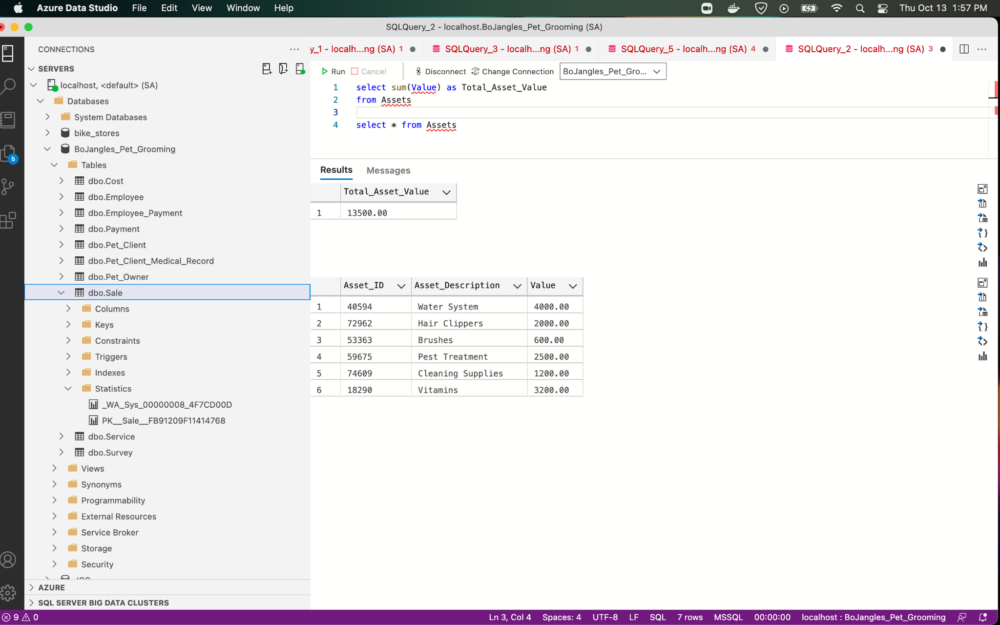 Azure Data Studio File Edit View Window Help Thu Oct 13 1:57 PM
SQLQuery_2 - localhost.BoJangles_Pet_Grooming (SA)
CONNECTIONS
y_1 - localh...ng (SA) 1
SQLQuery_3 - localh...ng (SA) 1
SQLQuery_5 - localh...ng (SA) 4
SQLQuery_2 - localh...ng (SA) 3
SERVERS
localhost, <default> (SA)
Databases
System Databases
bike_stores
BoJangles_Pet_Grooming
Tables
dbo.Cost
dbo.Employee
dbo.Employee_Payment
dbo.Payment
dbo.Pet_Client
dbo.Pet_Client_Medical_Record
dbo.Pet_Owner
dbo.Sale
Columns
Keys
Constraints
Triggers
Indexes
Statistics
_WA_Sys_00000008_4F7CD00D
PK__Sale__FB91209F11414768
dbo.Service
dbo.Survey
Views
Synonyms
Programmability
External Resources
Service Broker
Storage
Security
AZURE
SQL SERVER BIG DATA CLUSTERS
5
Run Cancel Disconnect Change Connection BoJangles_Pet_Gro...
1 select sum(Value) as Total_Asset_Value
2 from Assets
3
4 select * from Assets
Results Messages
Total_Asset_Value
1 13500.00
Asset_ID Asset_Description Value
1 40594 Water System 4000.00
2 72962 Hair Clippers 2000.00
3 53363 Brushes 600.00
4 59675 Pest Treatment 2500.00
5 74609 Cleaning Supplies 1200.00
6 18290 Vitamins 3200.00
9 0 Ln 3, Col 4 Spaces: 4 UTF-8 LF SQL 7 rows MSSQL 00:00:00 localhost : BoJangles_Pet_Grooming